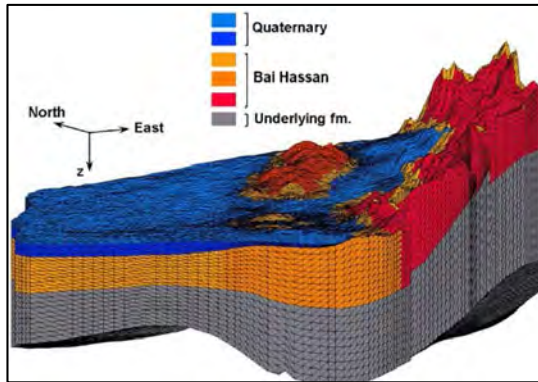 Quaternary
Bai Hassan
Underlying fm.
North
East
z